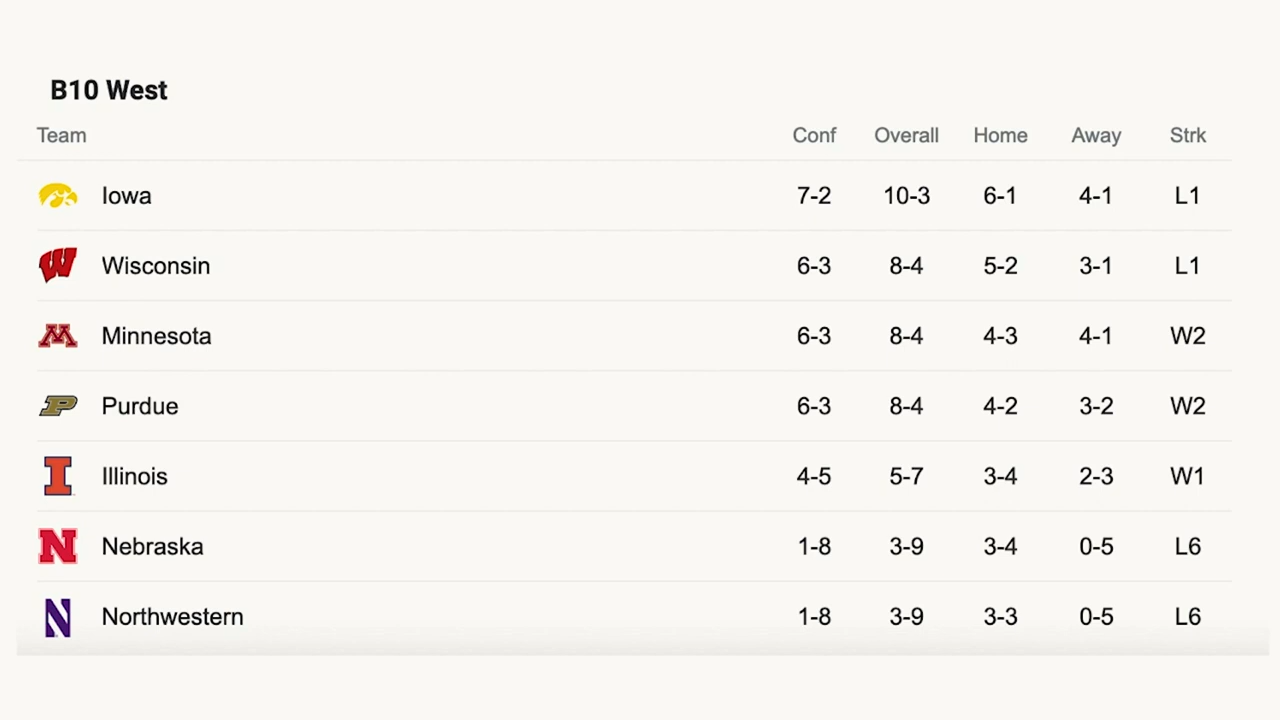 B10 West
Team Conf Overall Home Away Strk
Iowa 7-2 10-3 6-1 4-1 L1
Wisconsin 6-3 8-4 5-2 3-1 L1
Minnesota 6-3 8-4 4-3 4-1 W2
Purdue 6-3 8-4 4-2 3-2 W2
Illinois 4-5 5-7 3-4 2-3 W1
Nebraska 1-8 3-9 3-4 0-5 L6
Northwestern 1-8 3-9 3-3 0-5 L6